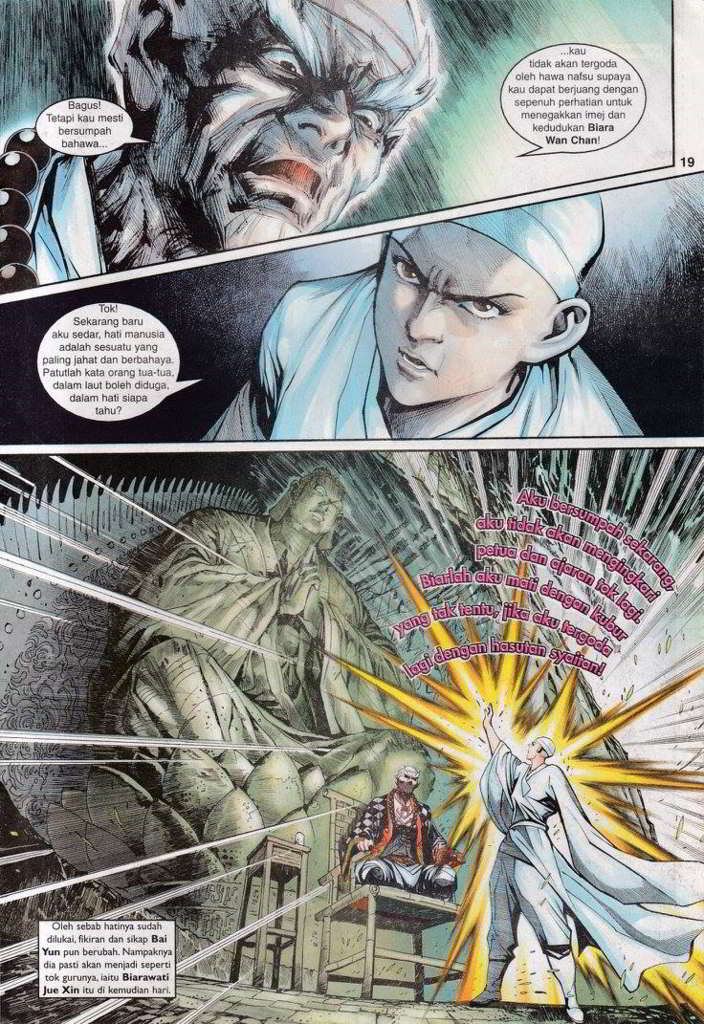 Bagus!
Tetapi kau mesti
bersumpah
bahawa...
...kau
tidak akan tergoda
oleh hawa nafsu supaya
kau dapat berjuang dengan
sepenuh perhatian untuk
menegakkan imej dan
kedudukan Biara
Wan Chan!
19
Tok!
Sekarang baru
aku sedar, hati manusia
adalah sesuatu yang
paling jahat dan berbahaya.
Patutlah kata orang tua-tua,
dalam laut boleh diduga,
dalam hati siapa
tahu?
Aku bersumpah sekarang,
aku tidak akan mengingkari
petua dan ajaran tok lagi.
Biarlah aku mati dengan kubur
yang tak tentu, jika aku tergoda
lagi dengan hasutan syaitan!
Oleh sebab hatinya sudah
dilukai, fikiran dan sikap Bai
Yun pun berubah. Nampaknya
dia pasti akan menjadi seperti
tok gurunya, iaitu Biarawati
Jue Xin itu di kemudian hari.